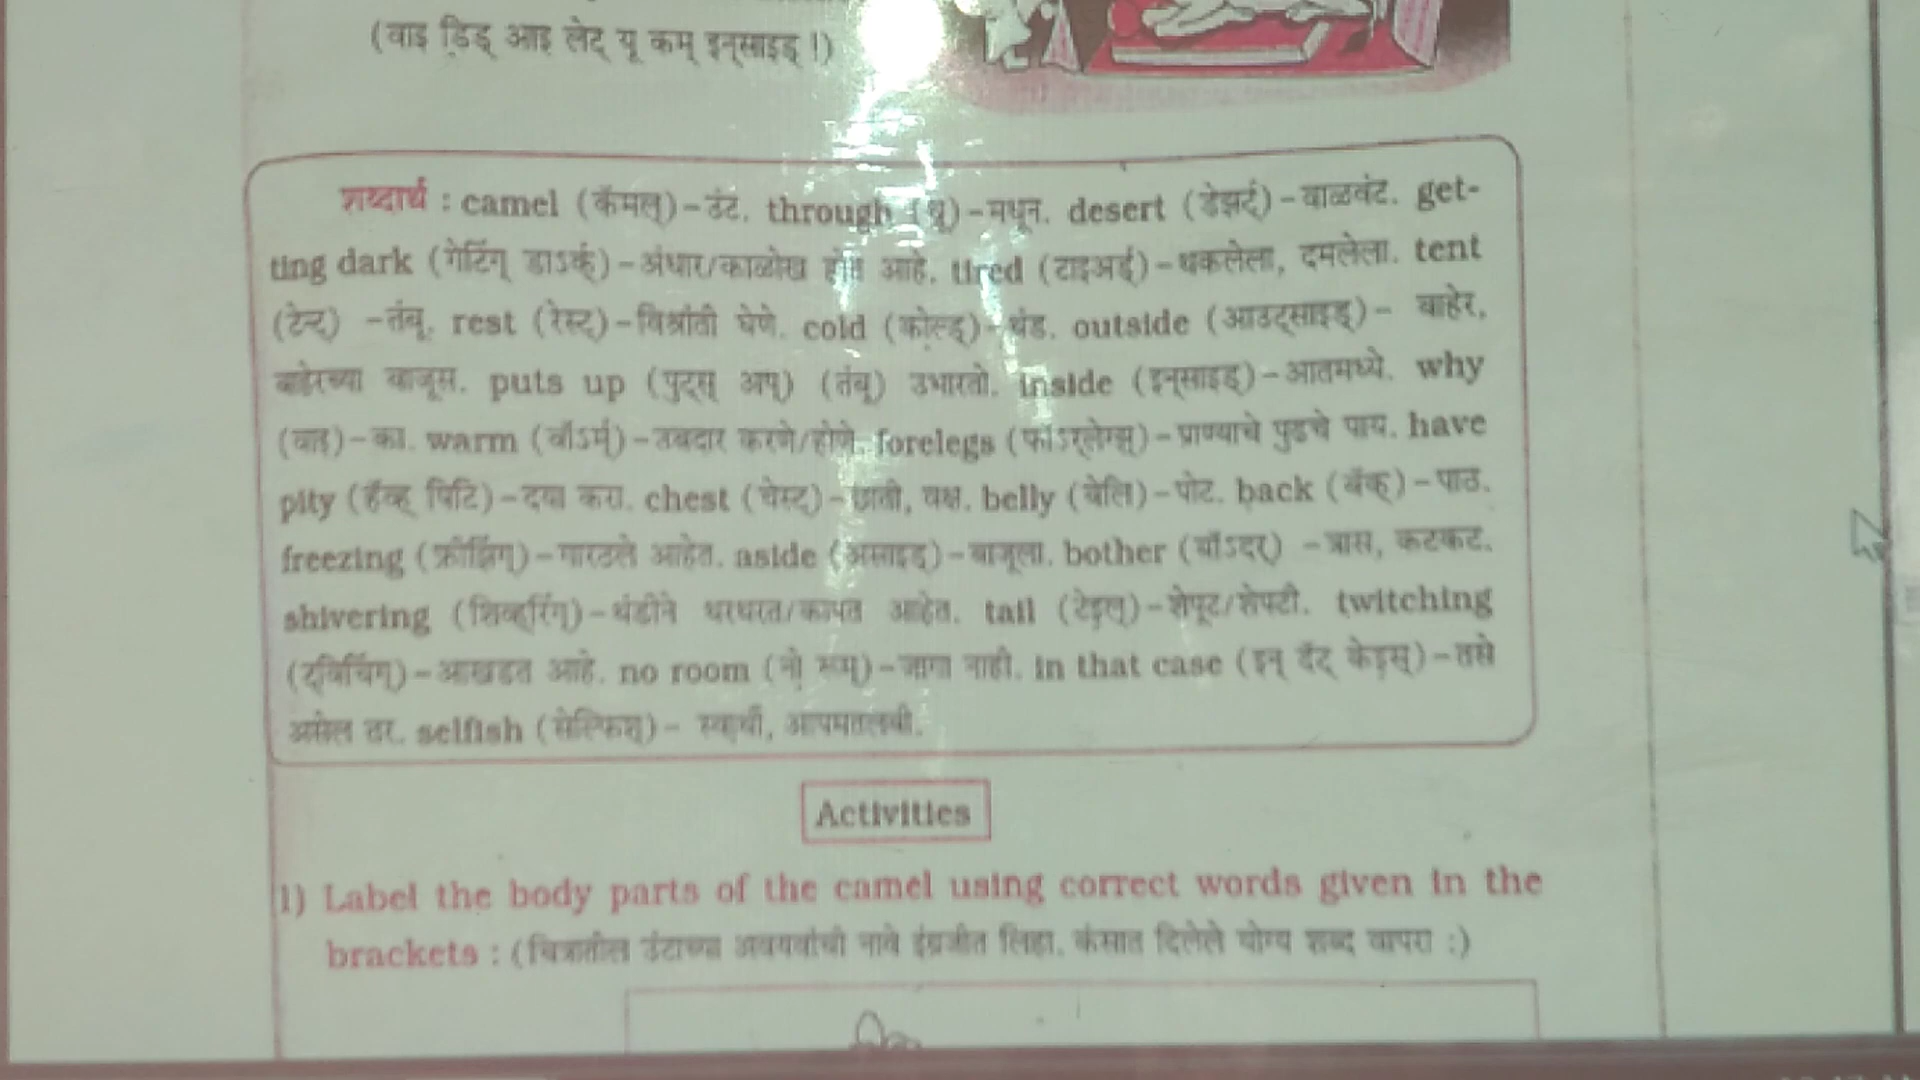 (वाइ डिड् आइ लेट् यू कम् इन्साइड् !)
शब्दार्थ : camel (कॅमल्)-उंट. through (थ्रू)-मधून. desert (डेझर्ट्)-वाळवंट. get-
ting dark (गेटिंग् डाऽर्क्)-अंधार/काळोख होत आहे. tired (टाइअर्ड्)-थकलेला, दमलेला. tent
(टेन्ट्) -तंबू. rest (रेस्ट्)-विश्रांती घेणे. cold (कोल्ड्)-थंड. outside (आउट्साइड्)- बाहेर,
बाहेरच्या बाजूस. puts up (पुट्स् अप्) (तंबू) उभारतो. inside (इन्साइड्)-आतमध्ये. why
(वाइ)-का. warm (वॉऽर्म्)-उबदार करणे/होणे. forelegs (फॉऽर्लेग्झ्)-प्राण्याचे पुढचे पाय. have
pity (हॅव्ह् पिटि)-दया करा. chest (चेस्ट्)-छाती, वक्ष. belly (बेलि)-पोट. back (बॅक्)-पाठ.
freezing (फ्रीझिंग्)-गारठले आहेत. aside (असाइड्)-बाजूला. bother (बॉऽदर्) -त्रास, कटकट.
shivering (शिव्हरिंग्)-थंडीने थरथरत/कापत आहेत. tail (टेइल्)-शेपूट/शेपटी. twitching
(ट्विचिंग्)-आखडत आहे. no room (नो रूम्)-जागा नाही. in that case (इन् दॅट् केइस्)-तसे
असेल तर. selfish (सेल्फिश्)- स्वार्थी, आपमतलबी.
Activities
1) Label the body parts of the camel using correct words given in the
brackets : (चित्रातील उंटाच्या अवयवांची नावे इंग्रजीत लिहा. कंसात दिलेले योग्य शब्द वापरा :)